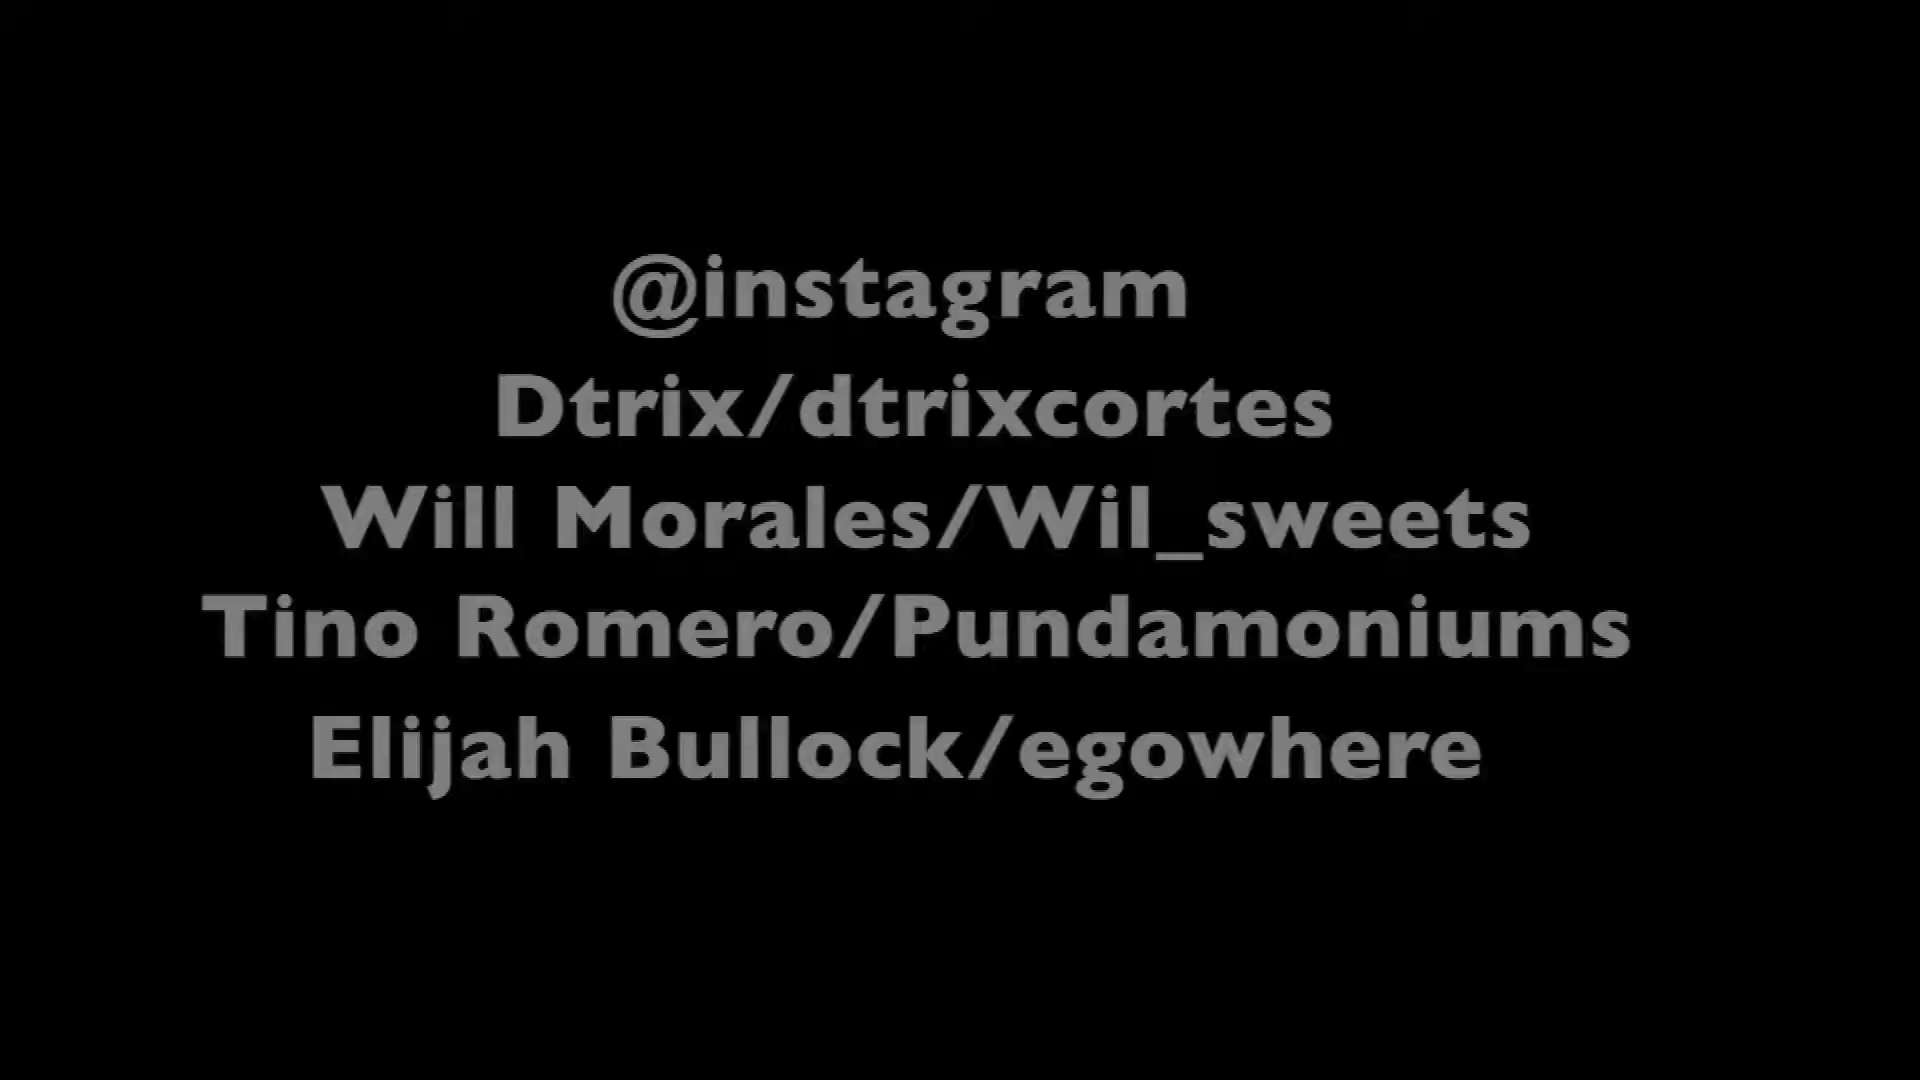 @instagram
Dtrix/dtrixcortes
Will Morales/Wil_sweets
Tino Romero/Pundamoniums
Elijah Bullock/egowhere